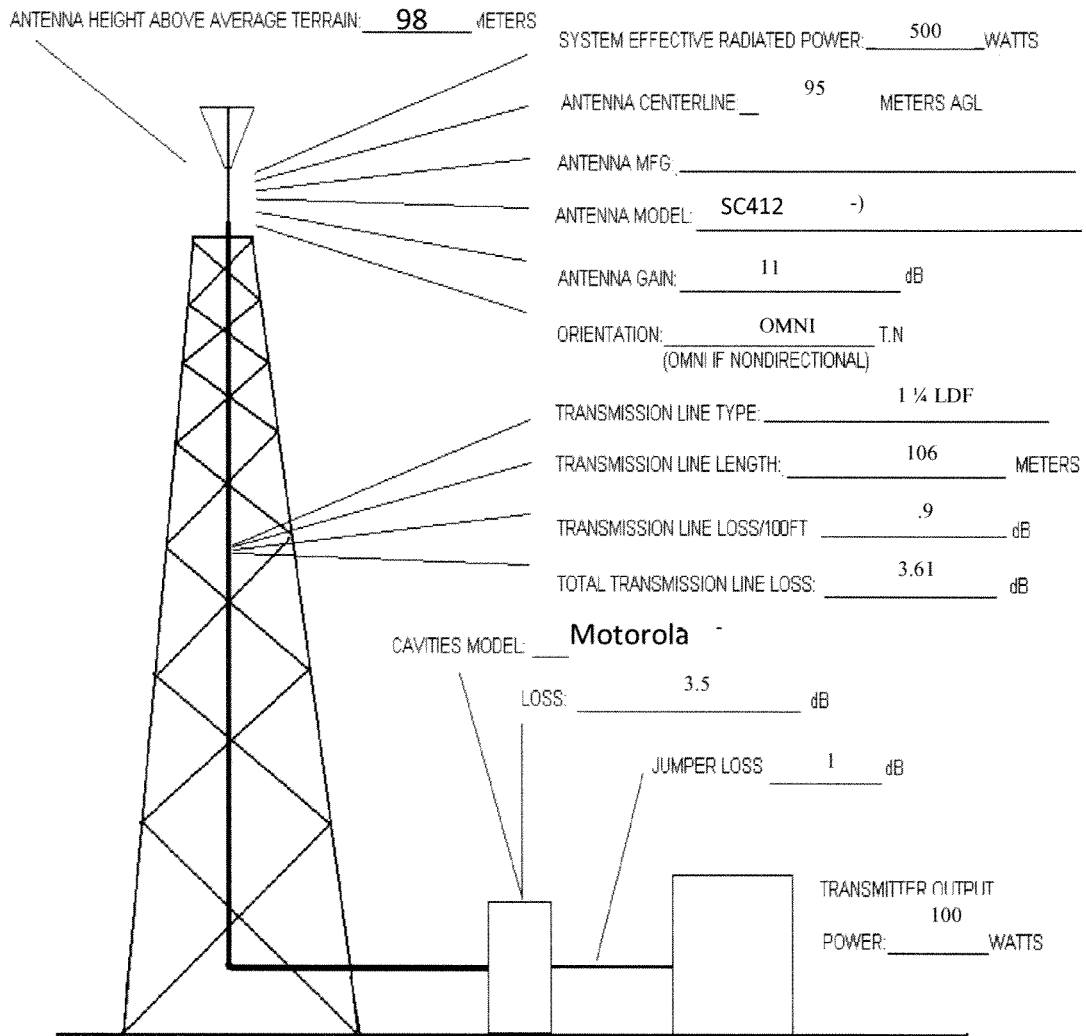 ANTENNA HEIGHT ABOVE AVERAGE TERRAIN: 98 METERS
SYSTEM EFFECTIVE RADIATED POWER: 500 WATTS
ANTENNA CENTERLINE 95 METERS AGL
ANTENNA MFG:
ANTENNA MODEL: SC412 -)
ANTENNA GAIN: 11 dB
ORIENTATION: OMNI T.N
(OMNI IF NONDIRECTIONAL)
TRANSMISSION LINE TYPE: 1 ¼ LDF
TRANSMISSION LINE LENGTH: 106 METERS
TRANSMISSION LINE LOSS/100FT .9 dB
TOTAL TRANSMISSION LINE LOSS: 3.61 dB
CAVITIES MODEL: Motorola -
LOSS: 3.5 dB
JUMPER LOSS 1 dB
TRANSMITTER OUTPUT
POWER: 100 WATTS